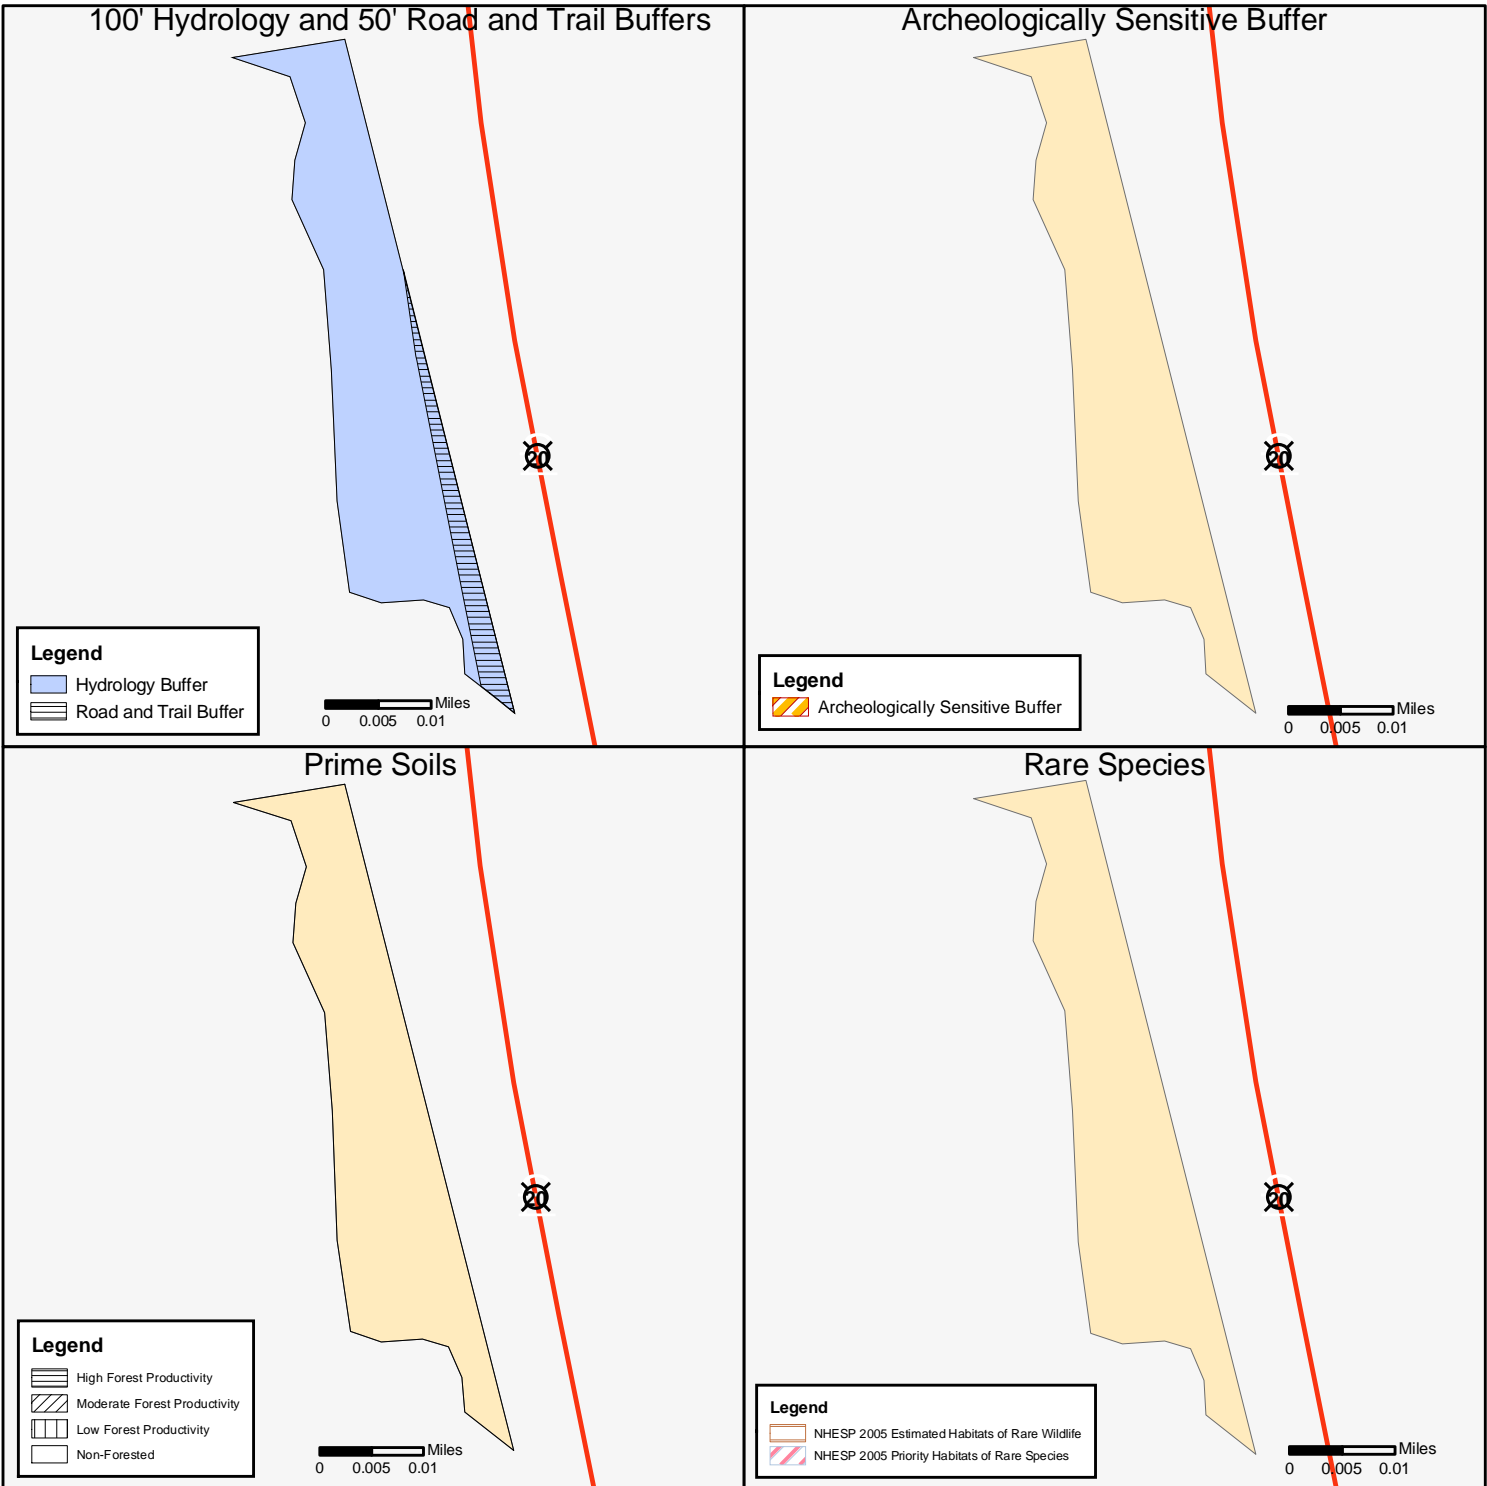 100' Hydrology and 50' Road and Trail Buffers
20
Legend
Hydrology Buffer
Road and Trail Buffer
Miles
0 0.005 0.01
Archeologically Sensitive Buffer
20
Legend
Archeologically Sensitive Buffer
Miles
0 0.005 0.01
Prime Soils
20
Legend
High Forest Productivity
Moderate Forest Productivity
Low Forest Productivity
Non-Forested
Miles
0 0.005 0.01
Rare Species
20
Legend
NHESP 2005 Estimated Habitats of Rare Wildlife
NHESP 2005 Priority Habitats of Rare Species
Miles
0 0.005 0.01